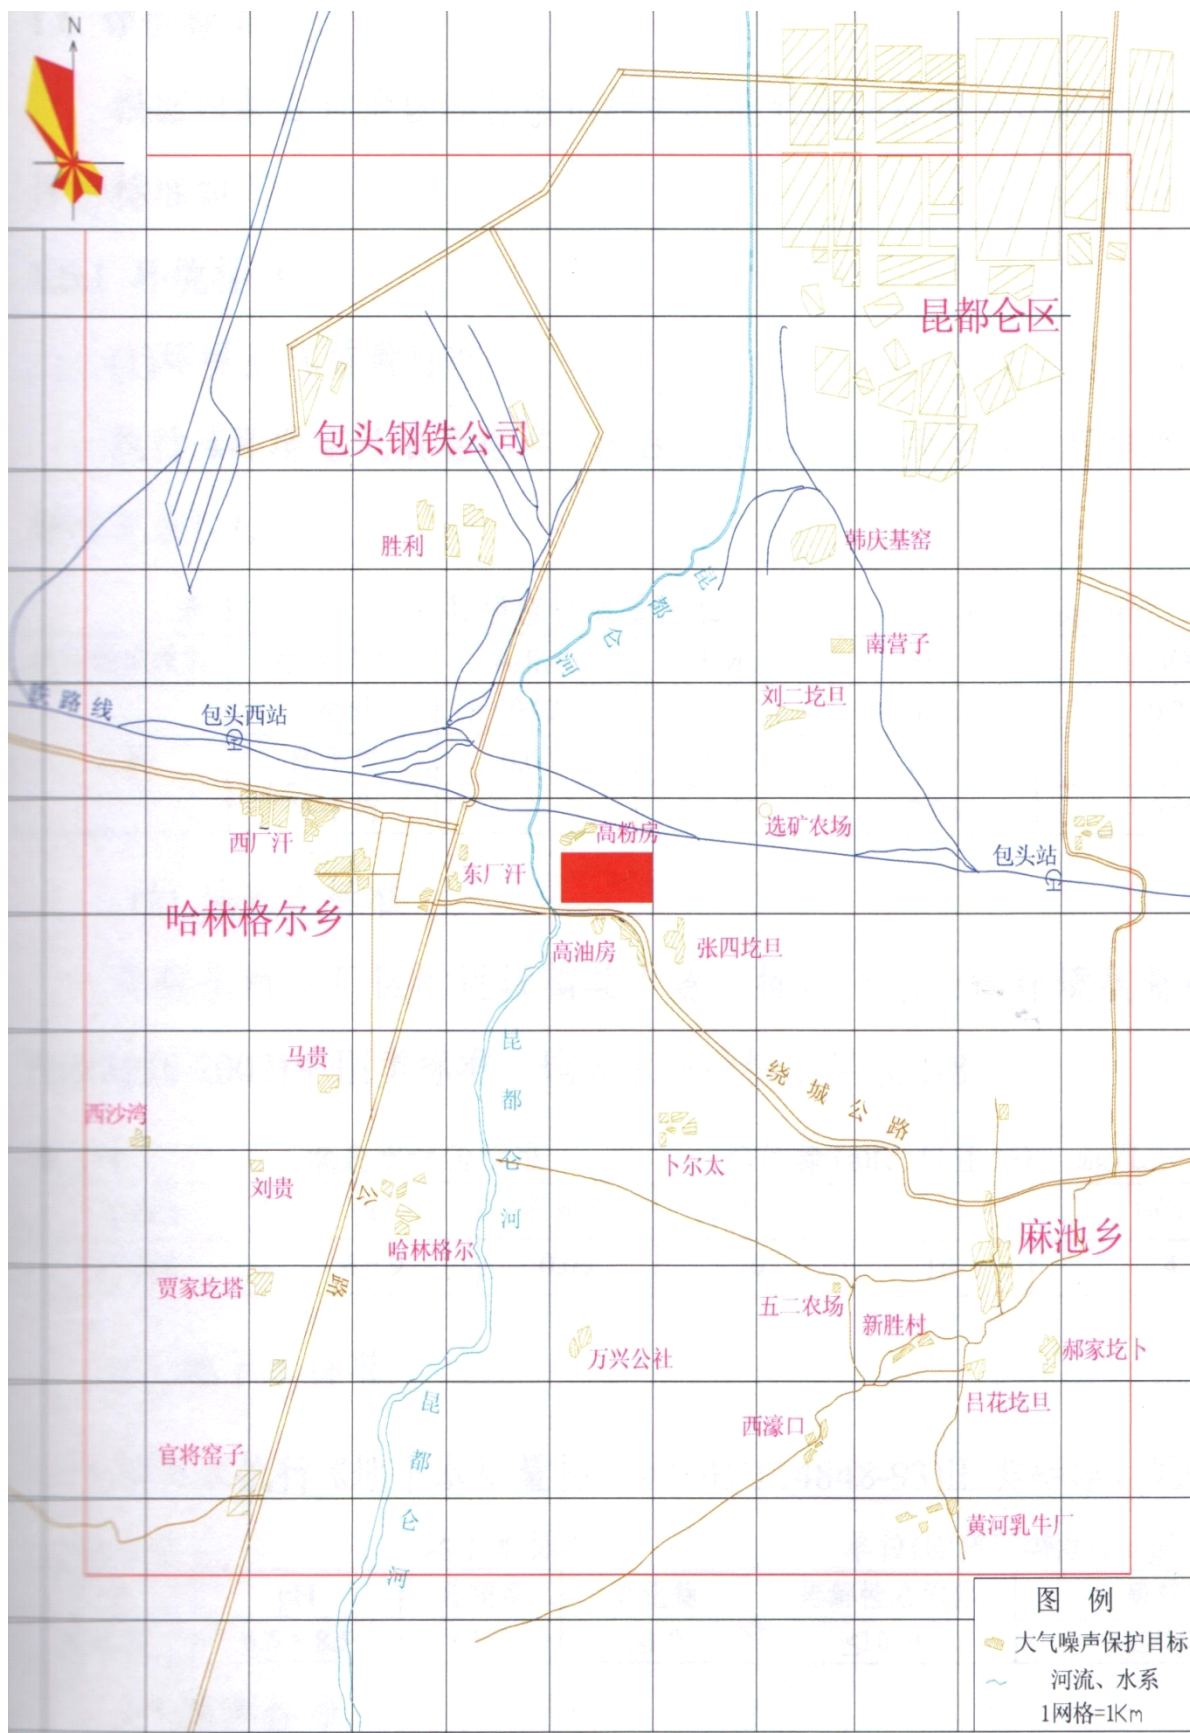 N
昆都仑区
包头钢铁公司
胜利
韩庆基窑
昆都仑河
南营子
刘二圪旦
铁路线
包头西站
西厂汗
高粉房
选矿农场
包头站
东厂汗
哈林格尔乡
高油房
张四圪旦
昆都仑河
马贵
绕城公路
西沙湾
卜尔太
刘贵
公路
哈林格尔
麻池乡
贾家圪塔
五二农场
新胜村
万兴公社
郝家圪卜
吕花圪旦
昆都仑河
西濠口
官将窑子
黄河乳牛厂
图 例
大气噪声保护目标
河流、水系
1网格=1Km